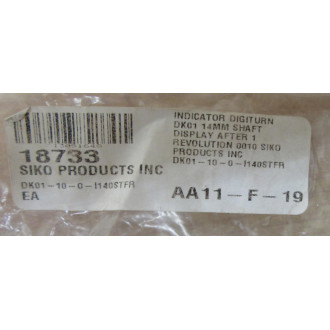 18733
SIKO PRODUCTS INC
DK01-10-0-I140STFR
EA
INDICATOR DIGITURN
DK01 14MM SHAFT
DISPLAY AFTER 1
REVOLUTION 0010 SIKO
PRODUCTS INC
DK01-10-0-I140STFR
AA11-F-19